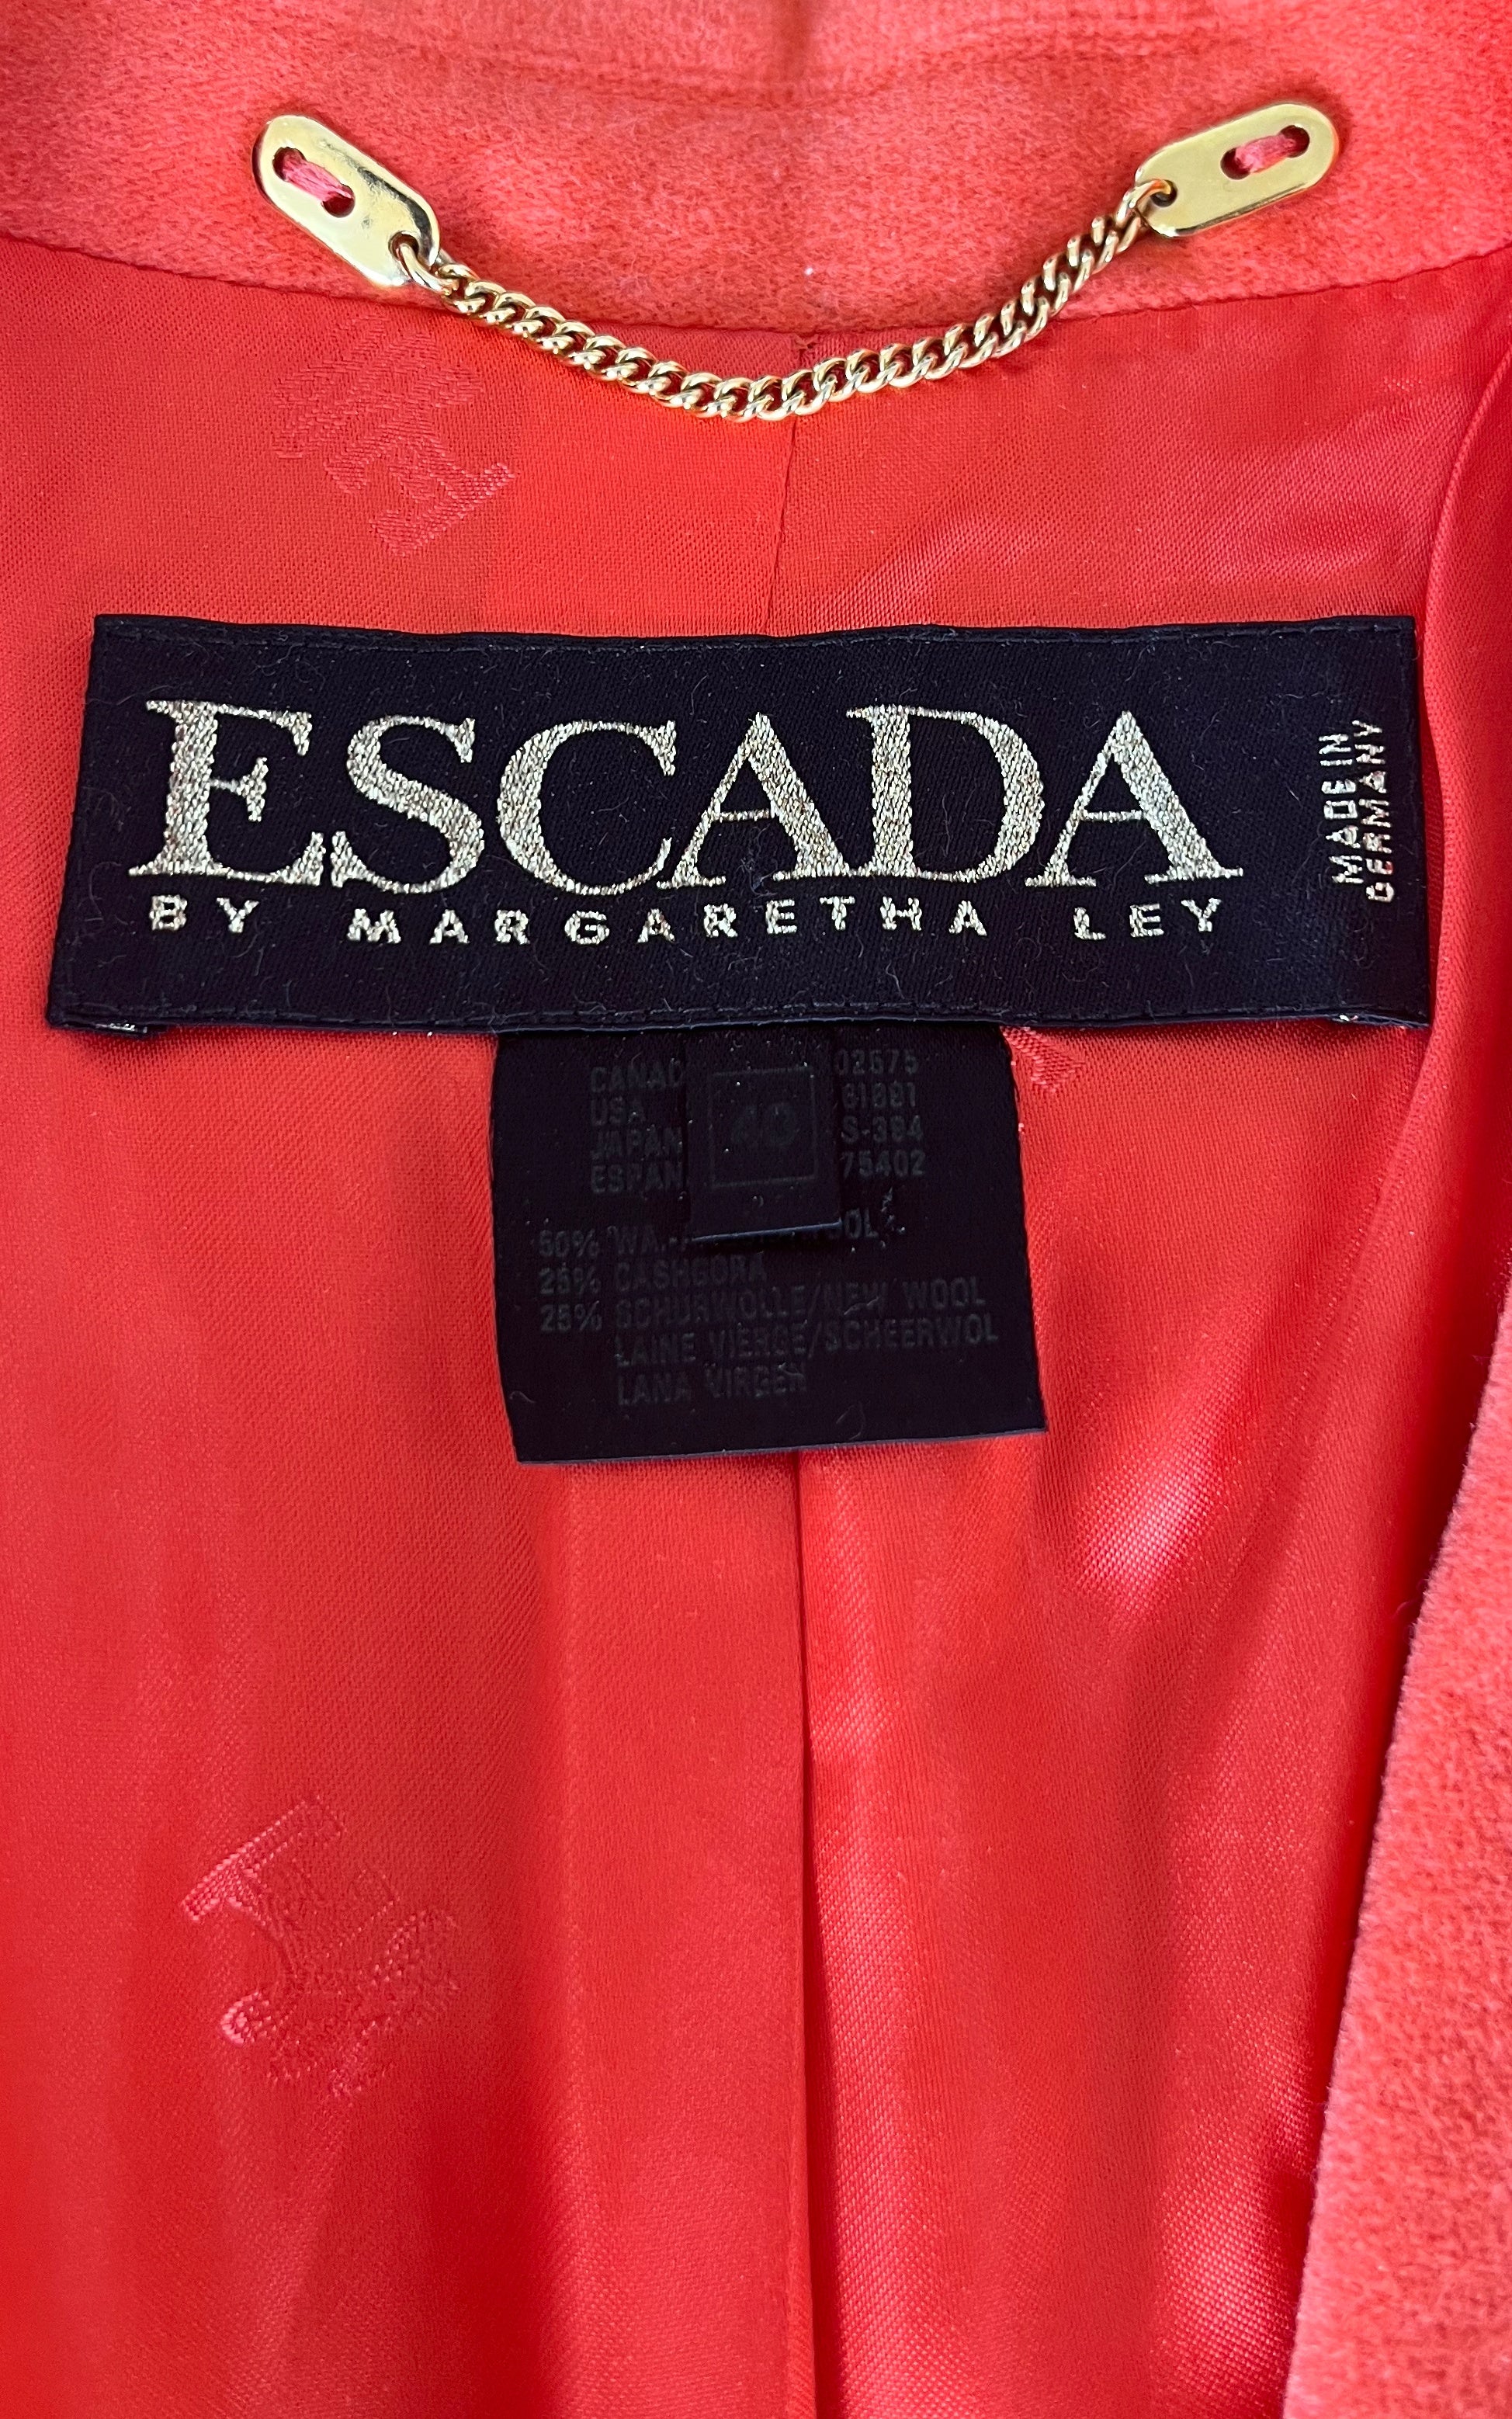 ESCADA
BY MARGARETHA LEY
MADE IN
GERMANY
CANAD 02675
USA 61881
JAPAN S-394
ESPAN 75402
40
50%
25% CASHGORA
25% SCHURWOLLE/NEW WOOL
LAINE VIERGE/SCHEERWOL
LANA VIRGEN